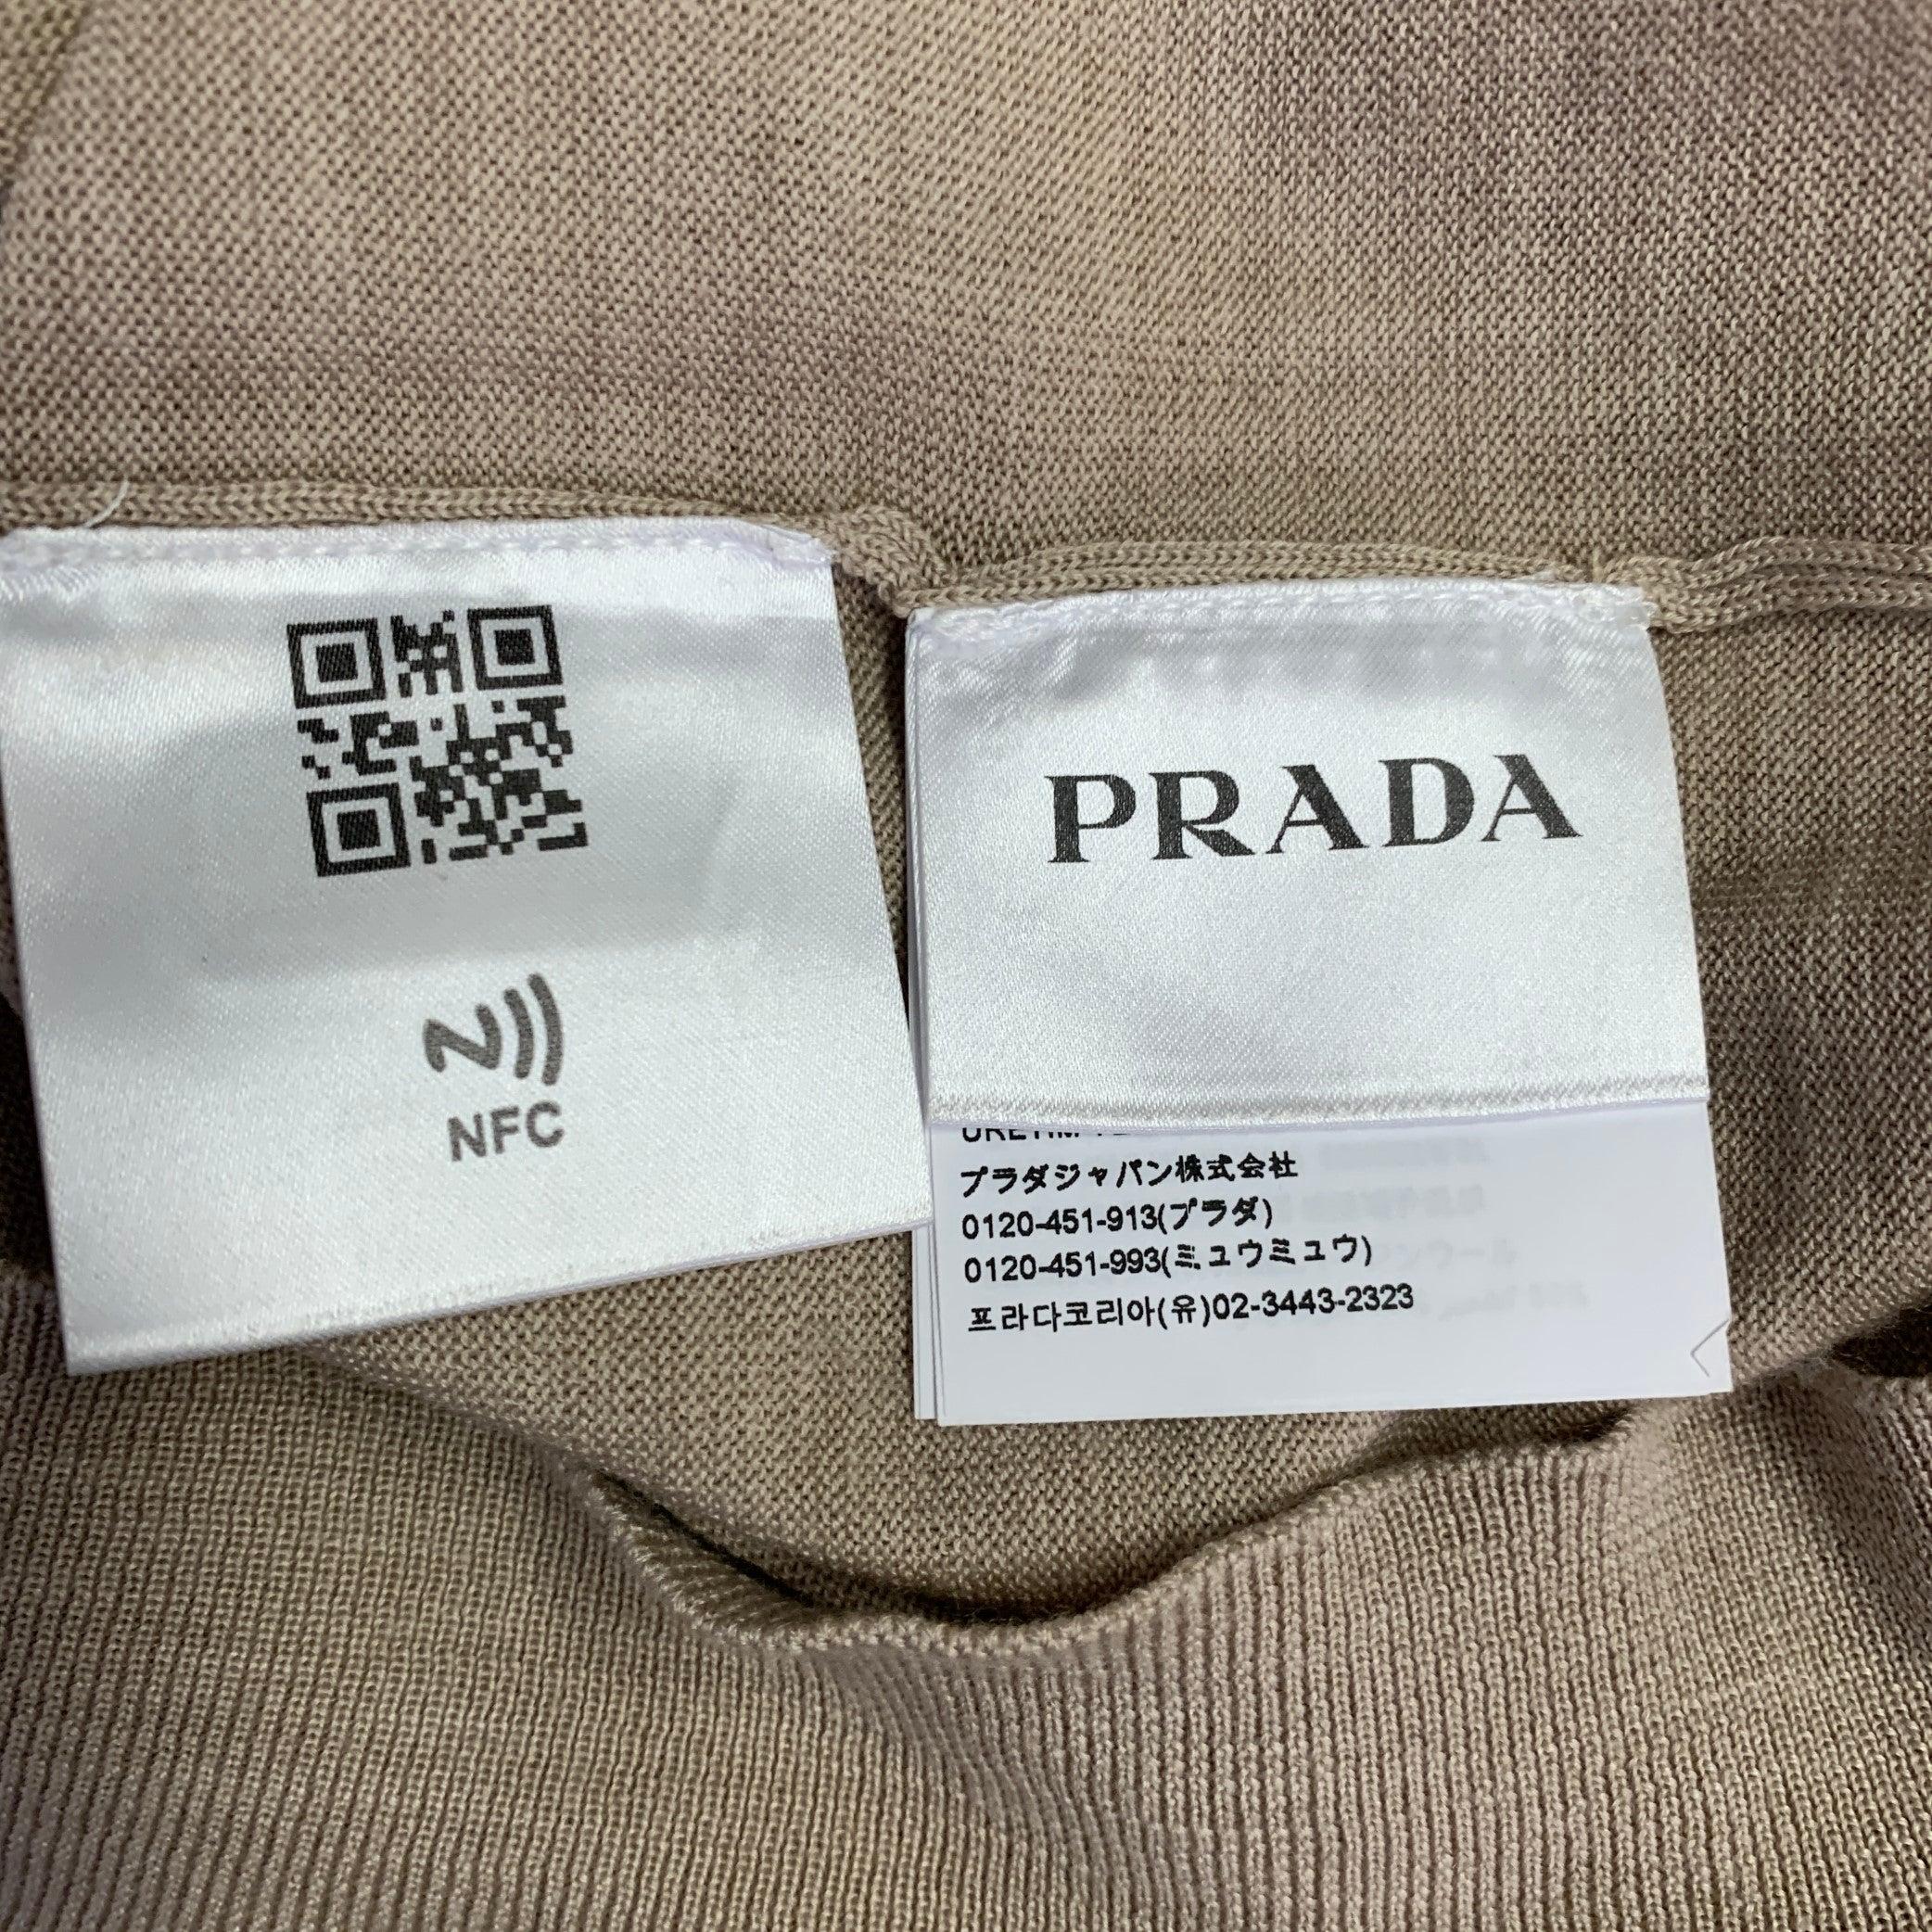 NFC
PRADA
プラダジャパン株式会社
0120-451-913(プラダ)
0120-451-993(ミュウミュウ)
프라다코리아(유)02-3443-2323